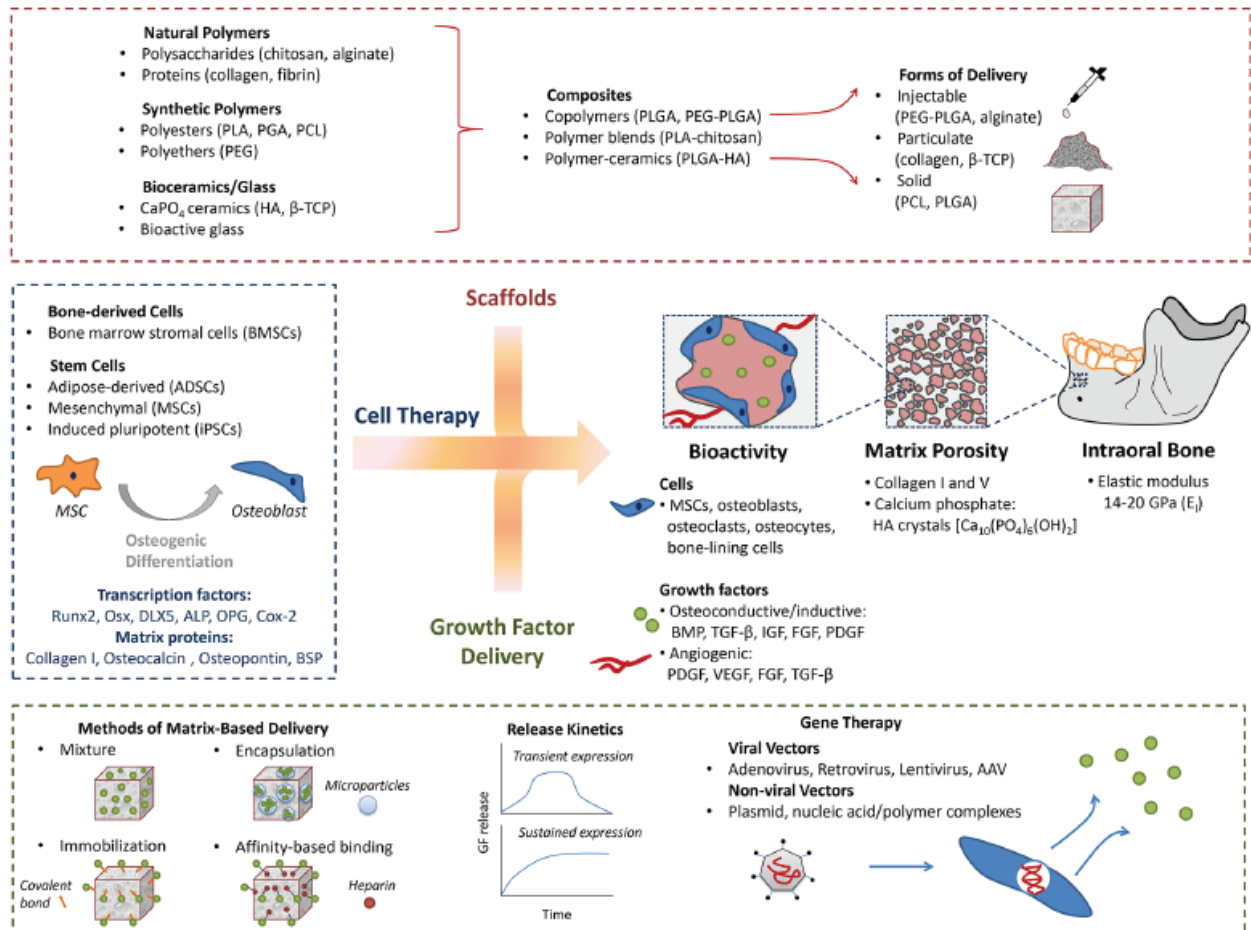 Natural Polymers
• Polysaccharides (chitosan, alginate)
• Proteins (collagen, fibrin)
Synthetic Polymers
• Polyesters (PLA, PGA, PCL)
• Polyethers (PEG)
Bioceramics/Glass
• CaPO₄ ceramics (HA, β-TCP)
• Bioactive glass
Composites
• Copolymers (PLGA, PEG-PLGA)
• Polymer blends (PLA-chitosan)
• Polymer-ceramics (PLGA-HA)
Forms of Delivery
• Injectable
(PEG-PLGA, alginate)
• Particulate
(collagen, β-TCP)
• Solid
(PCL, PLGA)
Bone-derived Cells
• Bone marrow stromal cells (BMSCs)
Stem Cells
• Adipose-derived (ADSCs)
• Mesenchymal (MSCs)
• Induced pluripotent (iPSCs)
MSC
Osteoblast
Osteogenic
Differentiation
Transcription factors:
Runx2, Osx, DLX5, ALP, OPG, Cox-2
Matrix proteins:
Collagen I, Osteocalcin , Osteopontin, BSP
Scaffolds
Cell Therapy
Growth Factor
Delivery
Bioactivity
Cells
• MSCs, osteoblasts,
osteoclasts, osteocytes,
bone-lining cells
Growth factors
• Osteoconductive/inductive:
BMP, TGF-β, IGF, FGF, PDGF
• Angiogenic:
PDGF, VEGF, FGF, TGF-β
Matrix Porosity
• Collagen I and V
• Calcium phosphate:
HA crystals [Ca₁₀(PO₄)₆(OH)₂]
Intraoral Bone
• Elastic modulus
14-20 GPa (Eᵢ)
Methods of Matrix-Based Delivery
• Mixture
• Encapsulation
Microparticles
• Immobilization
Covalent
bond
• Affinity-based binding
Heparin
Release Kinetics
Transient expression
Sustained expression
GF release
Time
Gene Therapy
Viral Vectors
• Adenovirus, Retrovirus, Lentivirus, AAV
Non-viral Vectors
• Plasmid, nucleic acid/polymer complexes